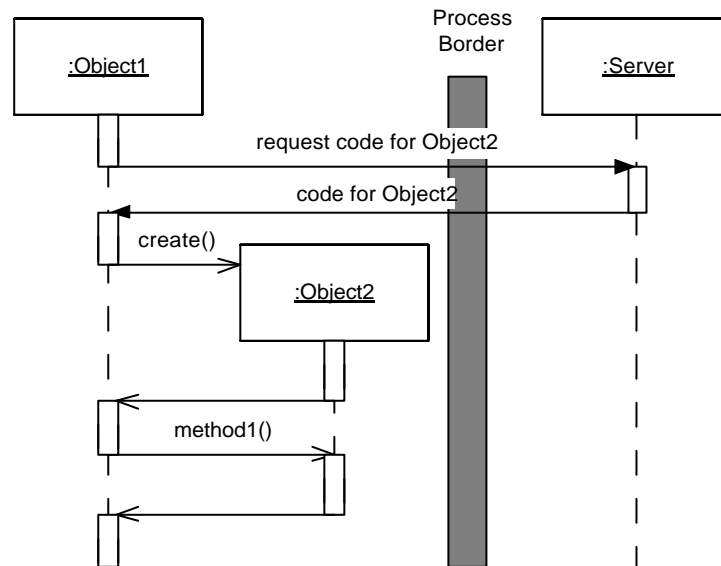 Process
Border
:Object1
:Server
request code for Object2
code for Object2
create()
:Object2
method1()